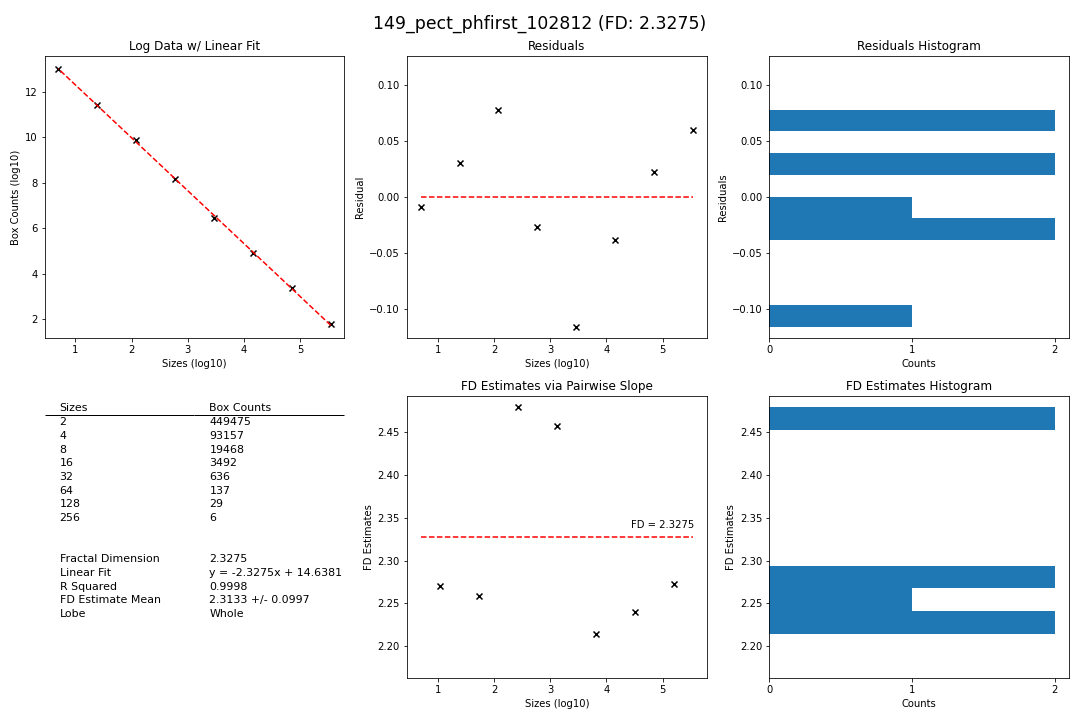 149_pect_phfirst_102812 (FD: 2.3275)
Log Data w/ Linear Fit
Box Counts (log10)
12
10
8
6
4
2
1 2 3 4 5
Sizes (log10)
Residuals
Residual
0.10
0.05
0.00
−0.05
−0.10
1 2 3 4 5
Sizes (log10)
Residuals Histogram
Residuals
0.10
0.05
0.00
−0.05
−0.10
0 1 2
Counts
Sizes Box Counts
2 449475
4 93157
8 19468
16 3492
32 636
64 137
128 29
256 6
Fractal Dimension 2.3275
Linear Fit y = -2.3275x + 14.6381
R Squared 0.9998
FD Estimate Mean 2.3133 +/- 0.0997
Lobe Whole
FD Estimates via Pairwise Slope
FD Estimates
2.45
2.40
2.35
2.30
2.25
2.20
FD = 2.3275
1 2 3 4 5
Sizes (log10)
FD Estimates Histogram
FD Estimates
2.45
2.40
2.35
2.30
2.25
2.20
0 1 2
Counts